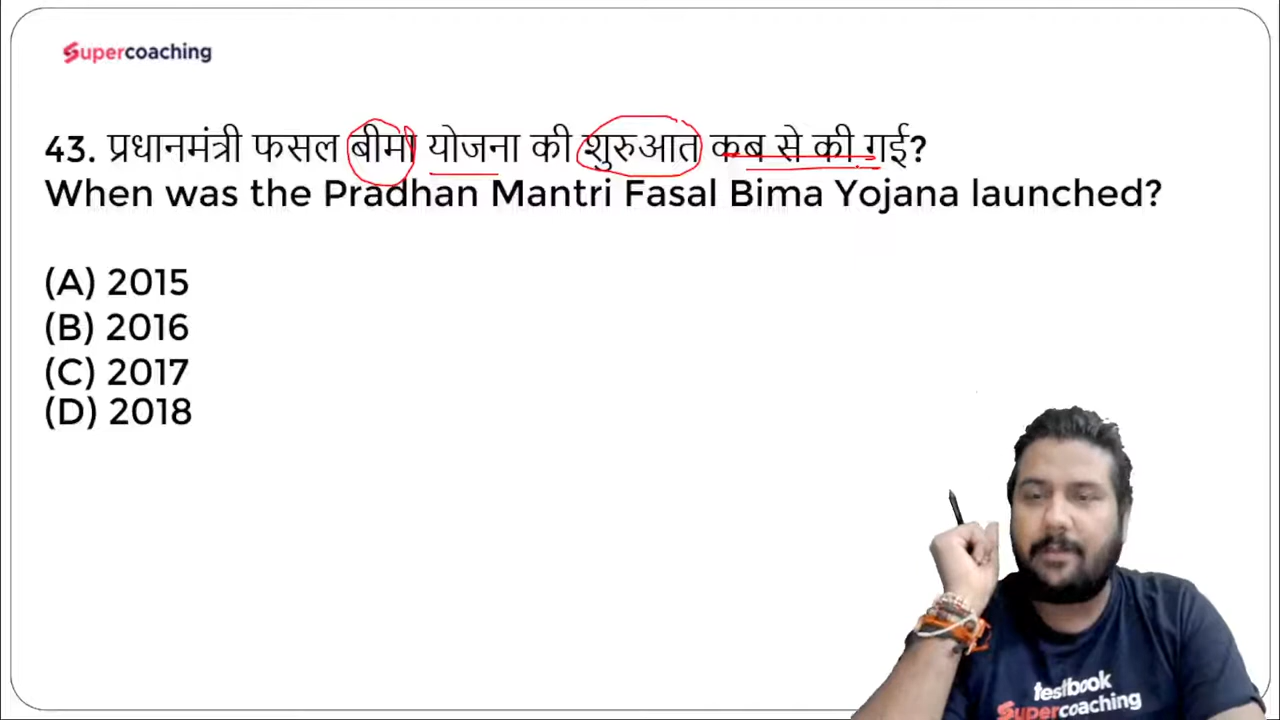 Supercoaching
43. प्रधानमंत्री फसल बीमा योजना की शुरुआत कब से की गई?
When was the Pradhan Mantri Fasal Bima Yojana launched?
(A) 2015
(B) 2016
(C) 2017
(D) 2018
testbook
Supercoaching